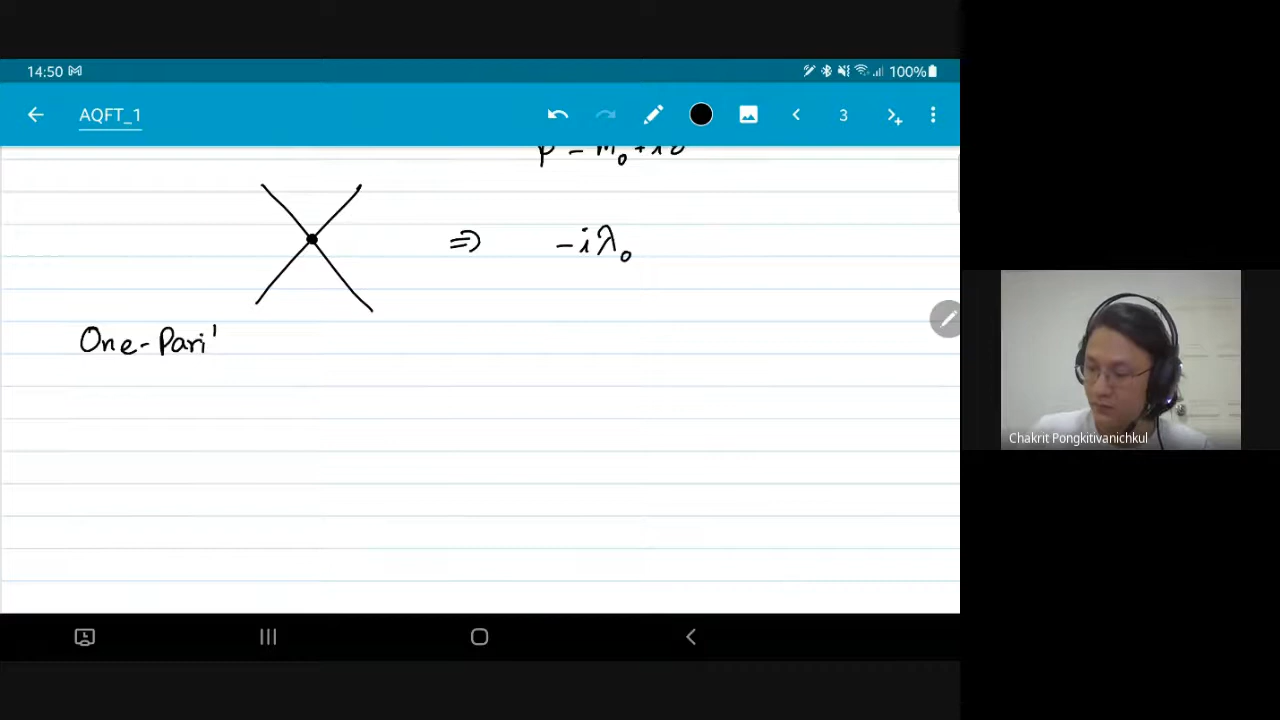 14:50 100%
AQFT_1 3
⇒ -iλ₀
One-Pari'
Chakrit Pongkitivanichkul